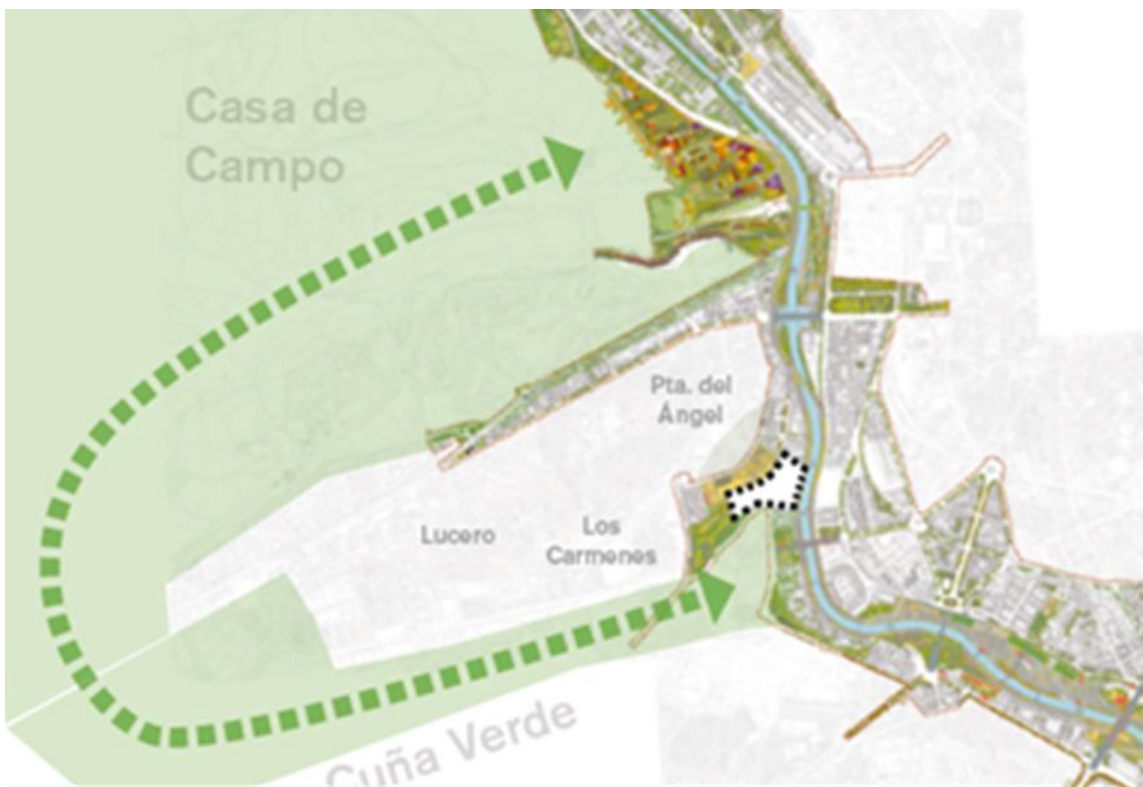 Casa de
Campo
Pta. del
Ángel
Lucero
Los
Carmenes
Cuña Verde